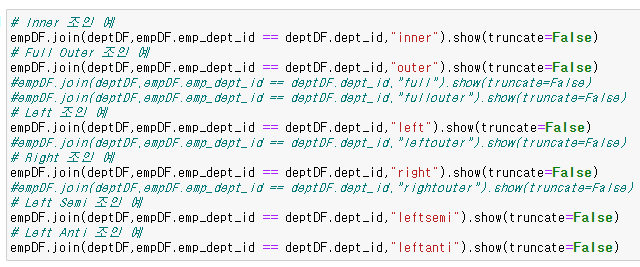 # Inner 조인 예
empDF.join(deptDF,empDF.emp_dept_id == deptDF.dept_id,"inner").show(truncate=False)
# Full Outer 조인 예
empDF.join(deptDF,empDF.emp_dept_id == deptDF.dept_id,"outer").show(truncate=False)
#empDF.join(deptDF,empDF.emp_dept_id == deptDF.dept_id,"full").show(truncate=False)
#empDF.join(deptDF,empDF.emp_dept_id == deptDF.dept_id,"fullouter").show(truncate=False)
# Left 조인 예
empDF.join(deptDF,empDF.emp_dept_id == deptDF.dept_id,"left").show(truncate=False)
#empDF.join(deptDF,empDF.emp_dept_id == deptDF.dept_id,"leftouter").show(truncate=False)
# Right 조인 예
empDF.join(deptDF,empDF.emp_dept_id == deptDF.dept_id,"right").show(truncate=False)
#empDF.join(deptDF,empDF.emp_dept_id == deptDF.dept_id,"rightouter").show(truncate=False)
# Left Semi 조인 예
empDF.join(deptDF,empDF.emp_dept_id == deptDF.dept_id,"leftsemi").show(truncate=False)
# Left Anti 조인 예
empDF.join(deptDF,empDF.emp_dept_id == deptDF.dept_id,"leftanti").show(truncate=False)